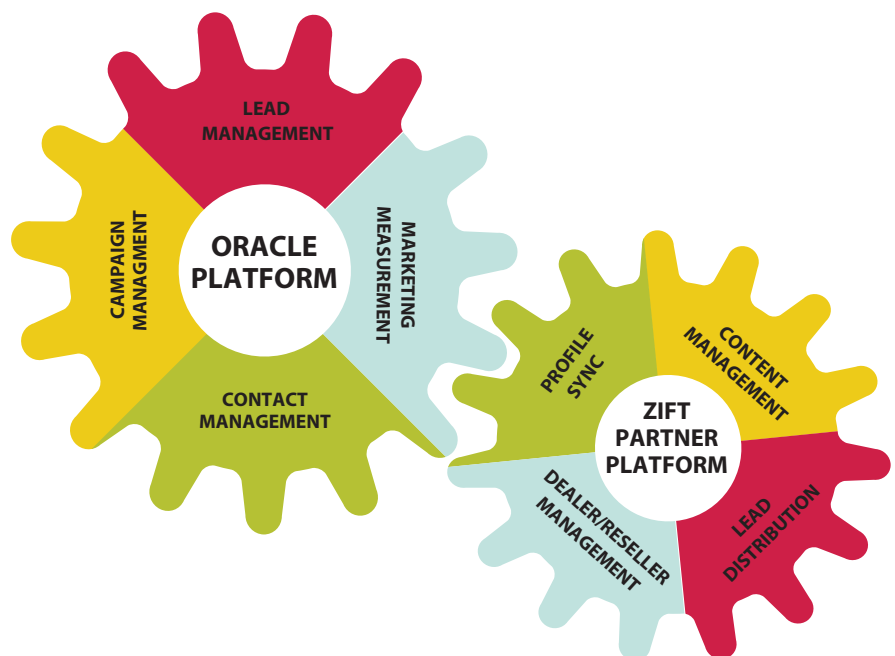 LEAD
MANAGEMENT
MARKETING
MEASUREMENT
CAMPAIGN
MANAGMENT
ORACLE
PLATFORM
CONTACT
MANAGEMENT
PROFILE
SYNC
CONTENT
MANAGEMENT
ZIFT
PARTNER
PLATFORM
DEALER/RESELLER
MANAGEMENT
LEAD
DISTRIBUTION